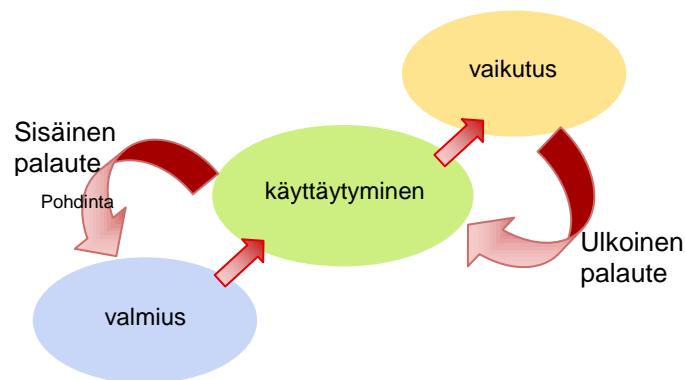 vaikutus
Sisäinen
palaute
Pohdinta
käyttäytyminen
Ulkoinen
palaute
valmius